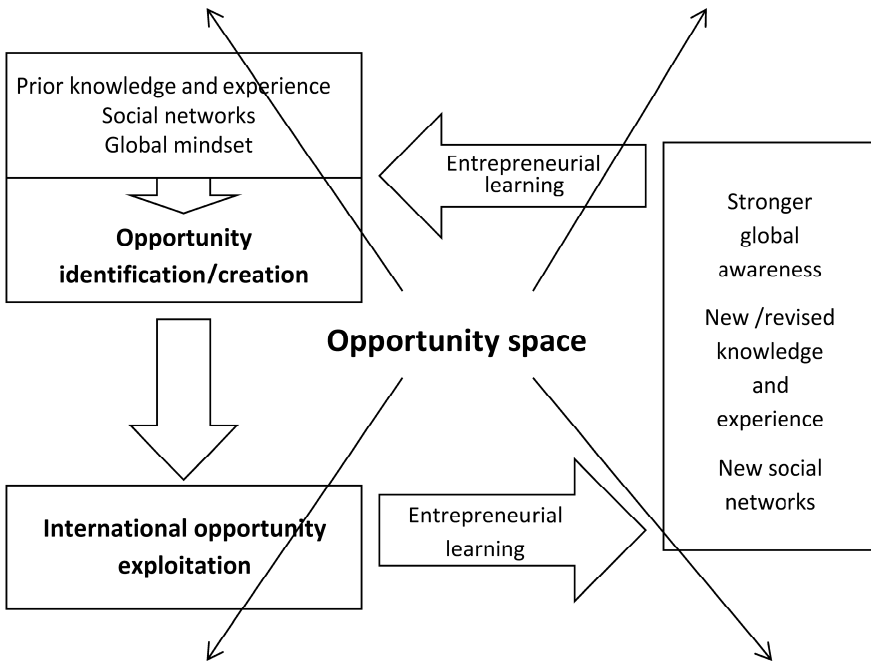 Prior knowledge and experience
Social networks
Global mindset
Opportunity
identification/creation
Entrepreneurial
learning
Opportunity space
Stronger
global
awareness
New /revised
knowledge
and
experience
New social
networks
International opportunity
exploitation
Entrepreneurial
learning